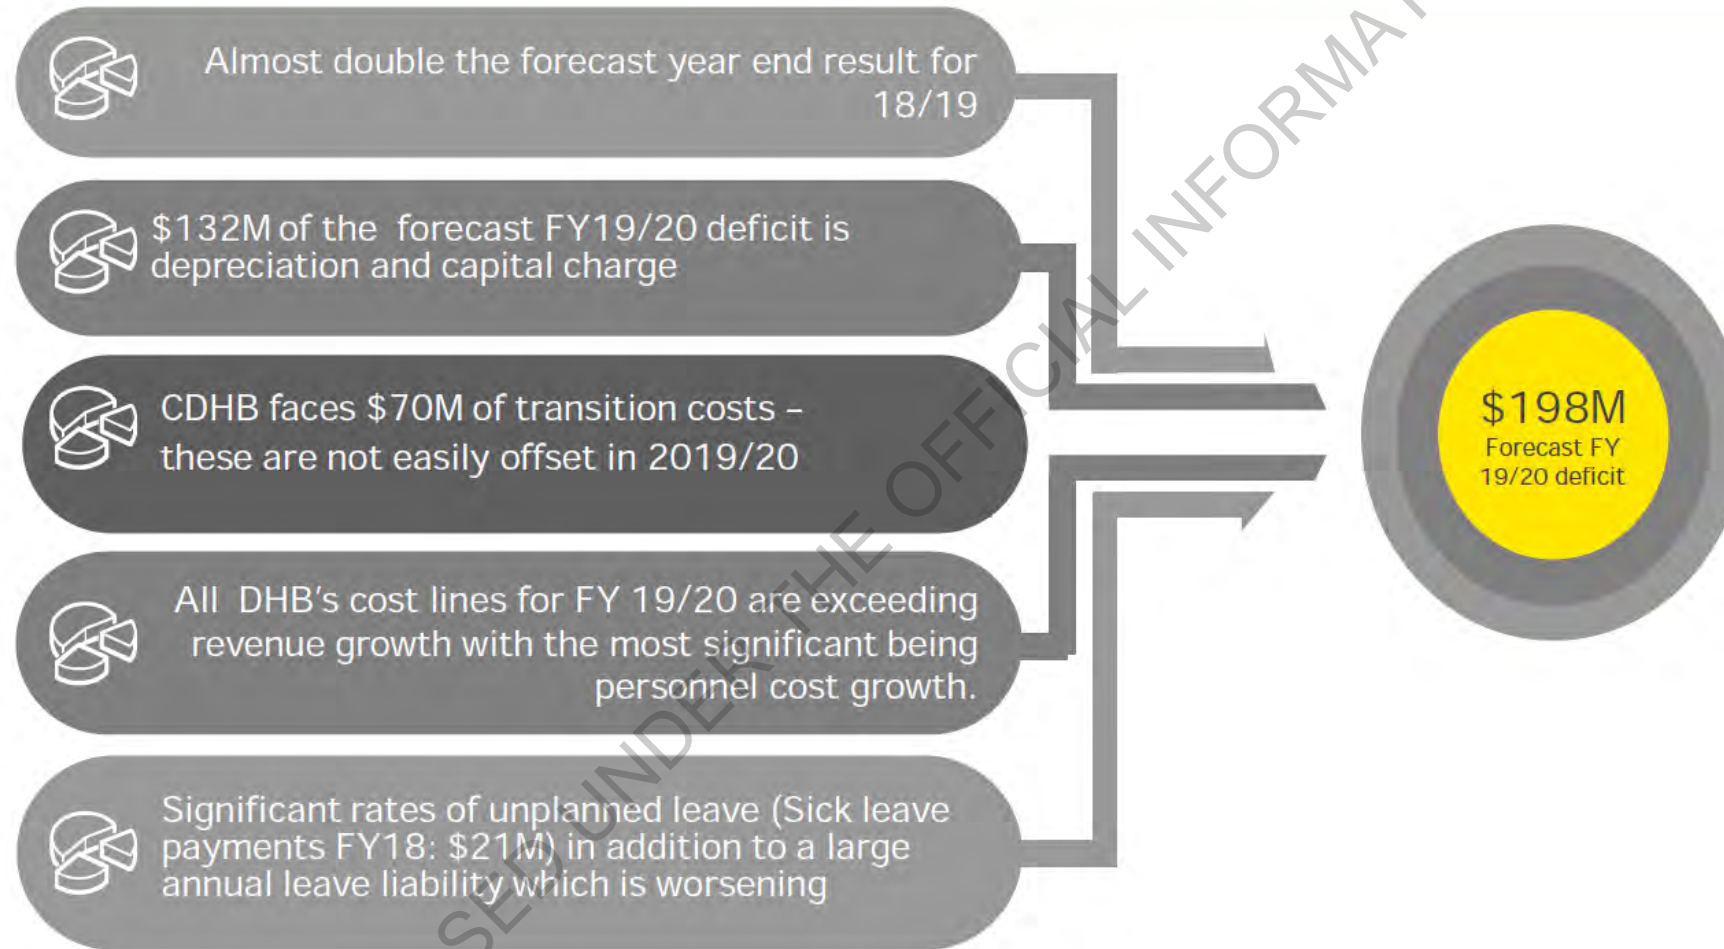 Almost double the forecast year end result for
18/19
$132M of the forecast FY19/20 deficit is
depreciation and capital charge
CDHB faces $70M of transition costs –
these are not easily offset in 2019/20
All DHB's cost lines for FY 19/20 are exceeding
revenue growth with the most significant being
personnel cost growth.
Significant rates of unplanned leave (Sick leave
payments FY18: $21M) in addition to a large
annual leave liability which is worsening
$198M
Forecast FY
19/20 deficit
SED UNDER THE OFFICIAL INFORMA